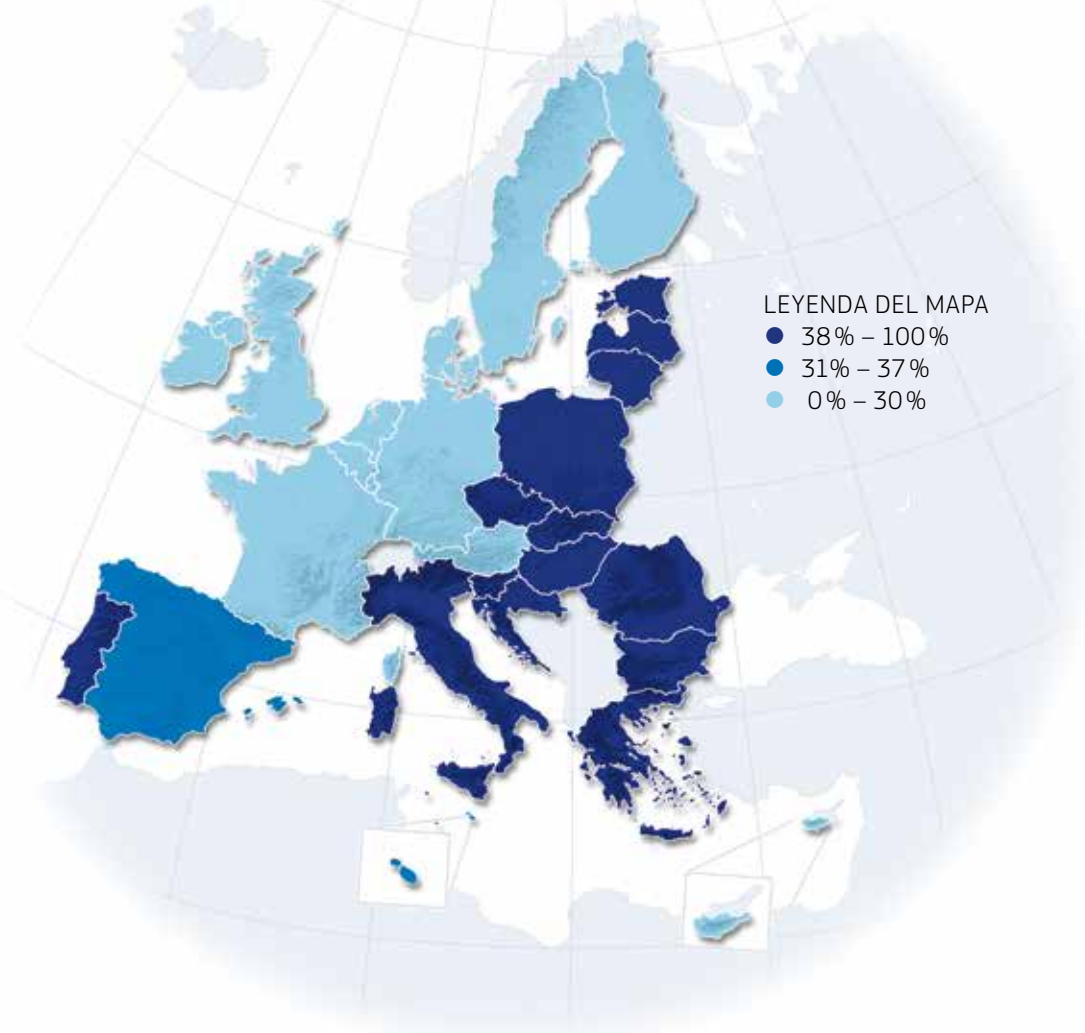 LEYENDA DEL MAPA
38% – 100%
31% – 37%
0% – 30%